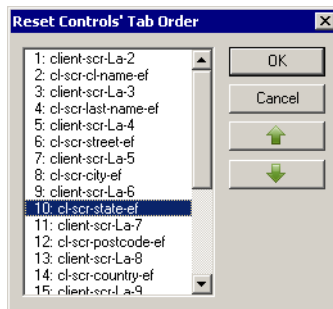 Reset Controls' Tab Order
1: client-scr-La-2
2: cl-scr-cl-name-ef
3: client-scr-La-3
4: cl-scr-last-name-ef
5: client-scr-La-4
6: cl-scr-street-ef
7: client-scr-La-5
8: cl-scr-city-ef
9: client-scr-La-6
10: cl-scr-state-ef
11: client-scr-La-7
12: cl-scr-postcode-ef
13: client-scr-La-8
14: cl-scr-country-ef
15: client-scr-La-9
OK
Cancel